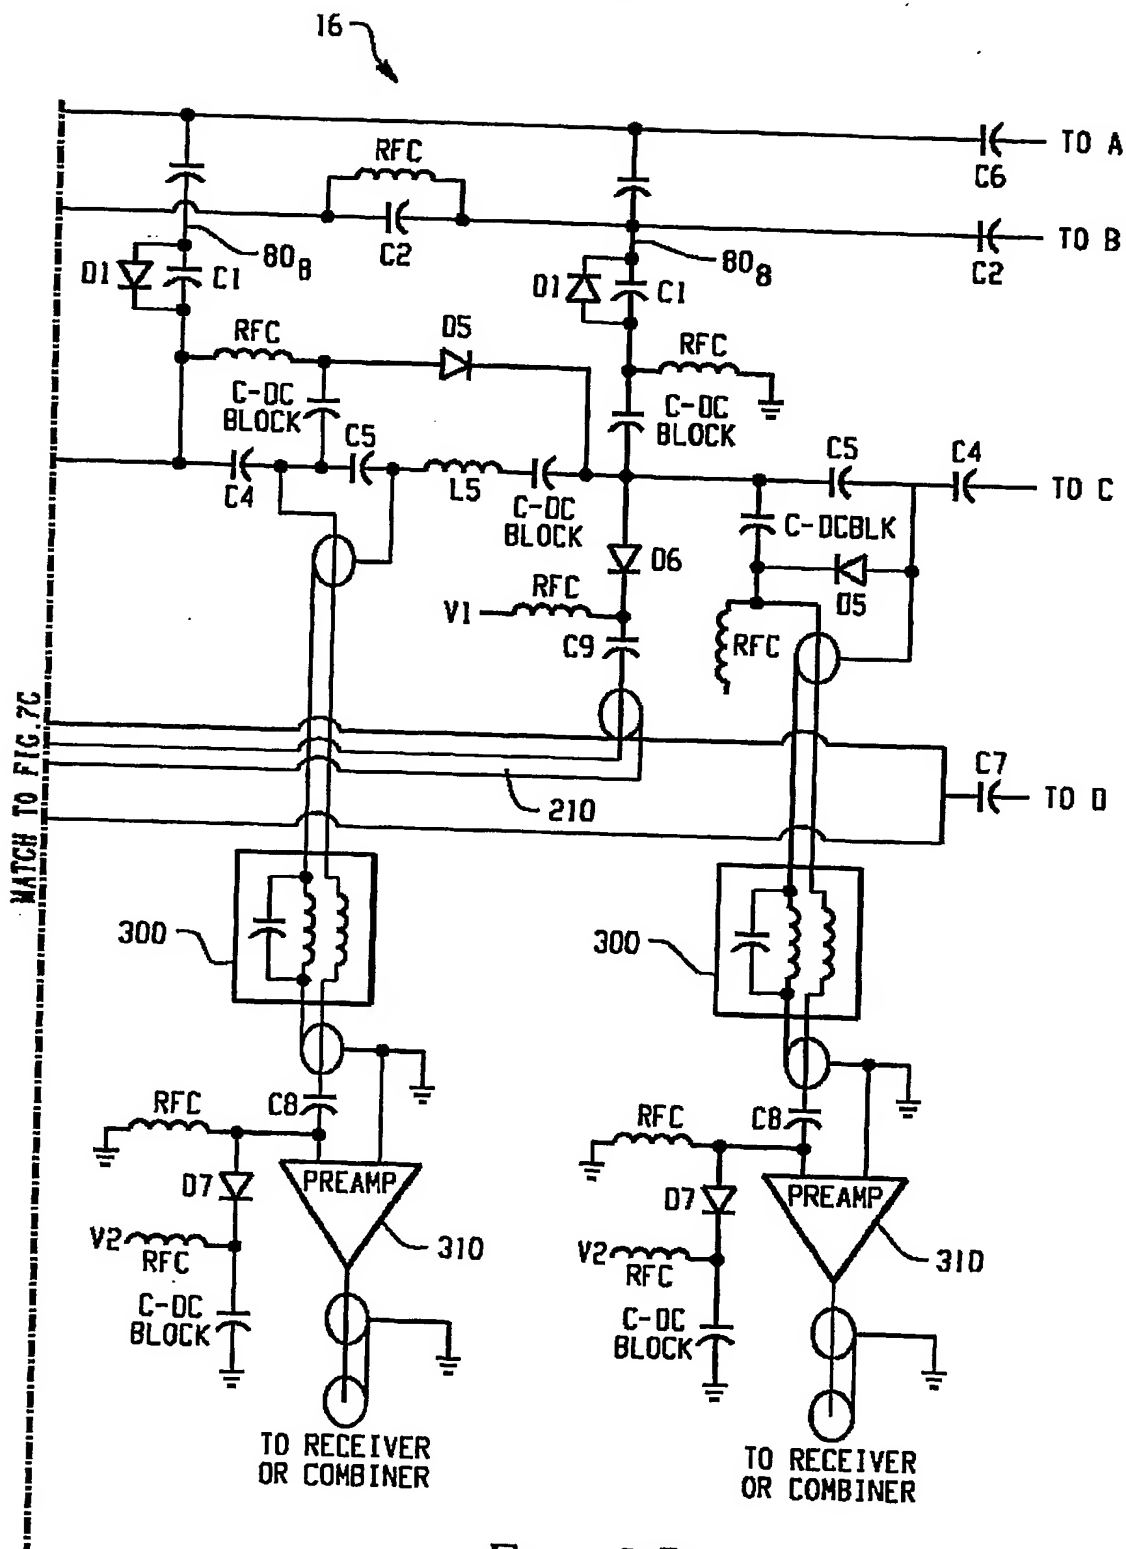 16
TO A
C6
RFC
C2
TO B
C2
80B
D1
C1
80B
D1
C1
RFC
D5
RFC
C-DC
BLOCK
C-DC
BLOCK
C5
C4
L5
C-DC
BLOCK
C5
C4
TO C
C-DCBLK
D6
D5
V1
RFC
C9
RFC
MATCH TO FIG.7C
210
C7
TO D
300
300
C8
RFC
C8
RFC
D7
PREAMP
D7
PREAMP
V2
RFC
310
V2
RFC
310
C-DC
BLOCK
C-DC
BLOCK
TO RECEIVER
OR COMBINER
TO RECEIVER
OR COMBINER